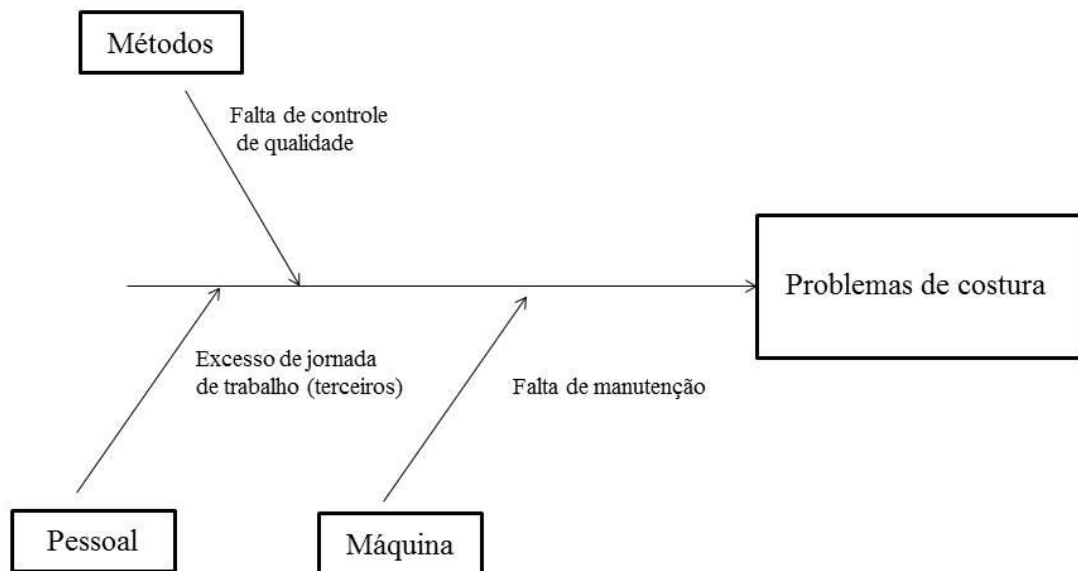 Métodos
Falta de controle
de qualidade
Problemas de costura
Excesso de jornada
de trabalho (terceiros)
Falta de manutenção
Pessoal
Máquina